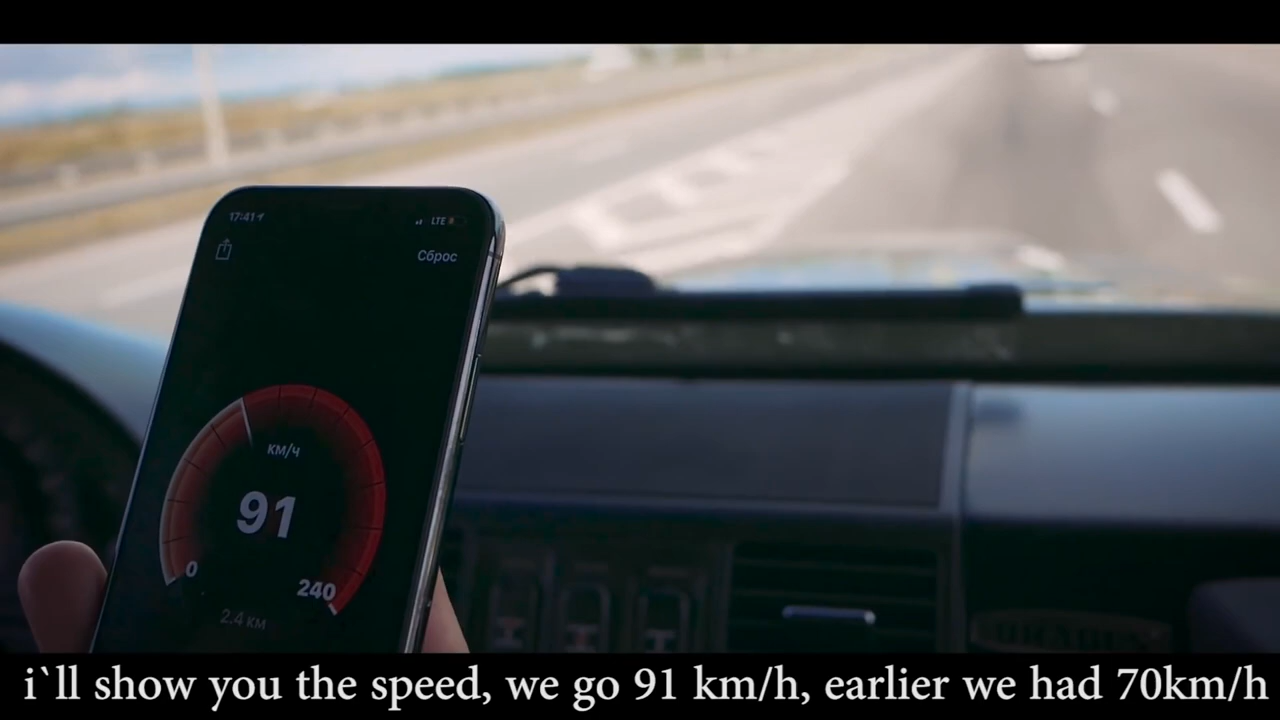 17:41
LTE
Сброс
км/ч
91
0
240
2.4 км
i`ll show you the speed, we go 91 km/h, earlier we had 70km/h